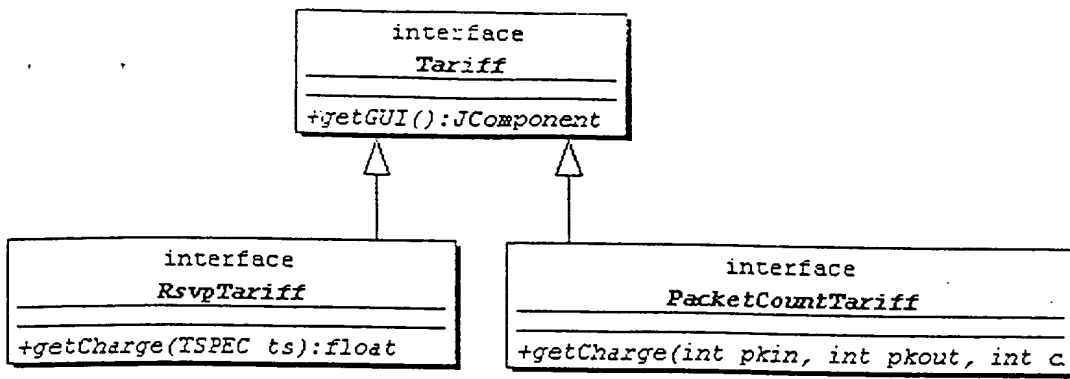 interface
Tariff
+getGUI():JComponent
interface
RsvpTariff
+getCharge(TSPEC ts):float
interface
PacketCountTariff
+getCharge(int pkin, int pkout, int c